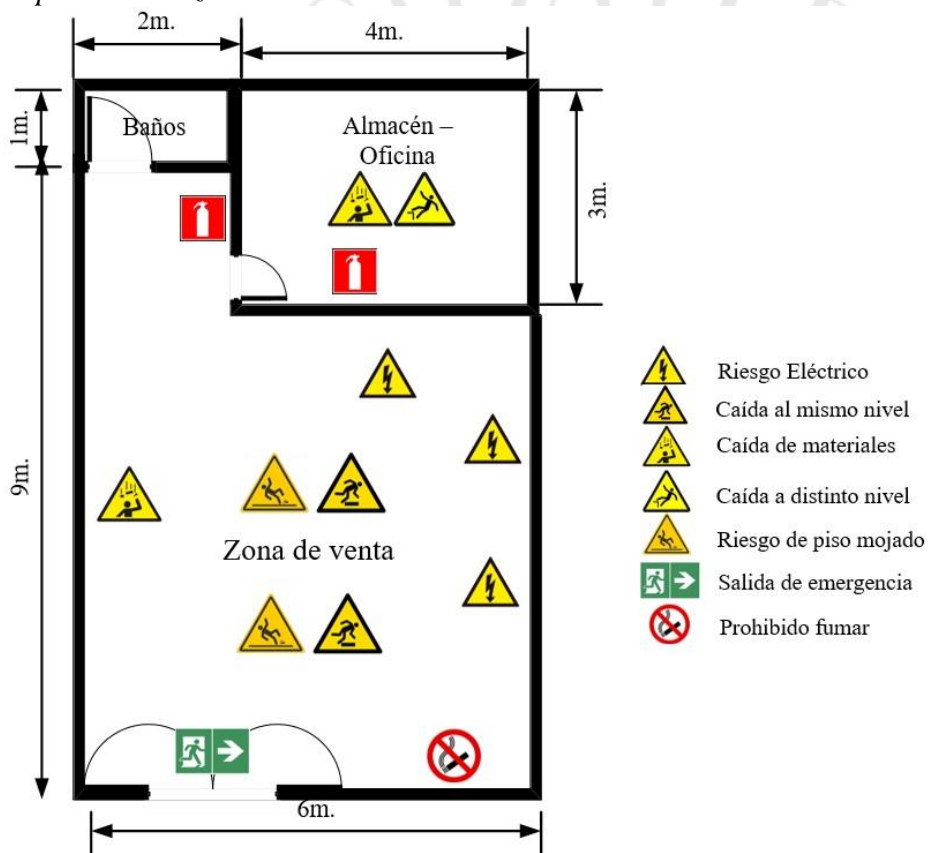 2m.
4m.
1m.
Baños
Almacén –
Oficina
3m.
9m.
Zona de venta
6m.
Riesgo Eléctrico
Caída al mismo nivel
Caída de materiales
Caída a distinto nivel
Riesgo de piso mojado
Salida de emergencia
Prohibido fumar